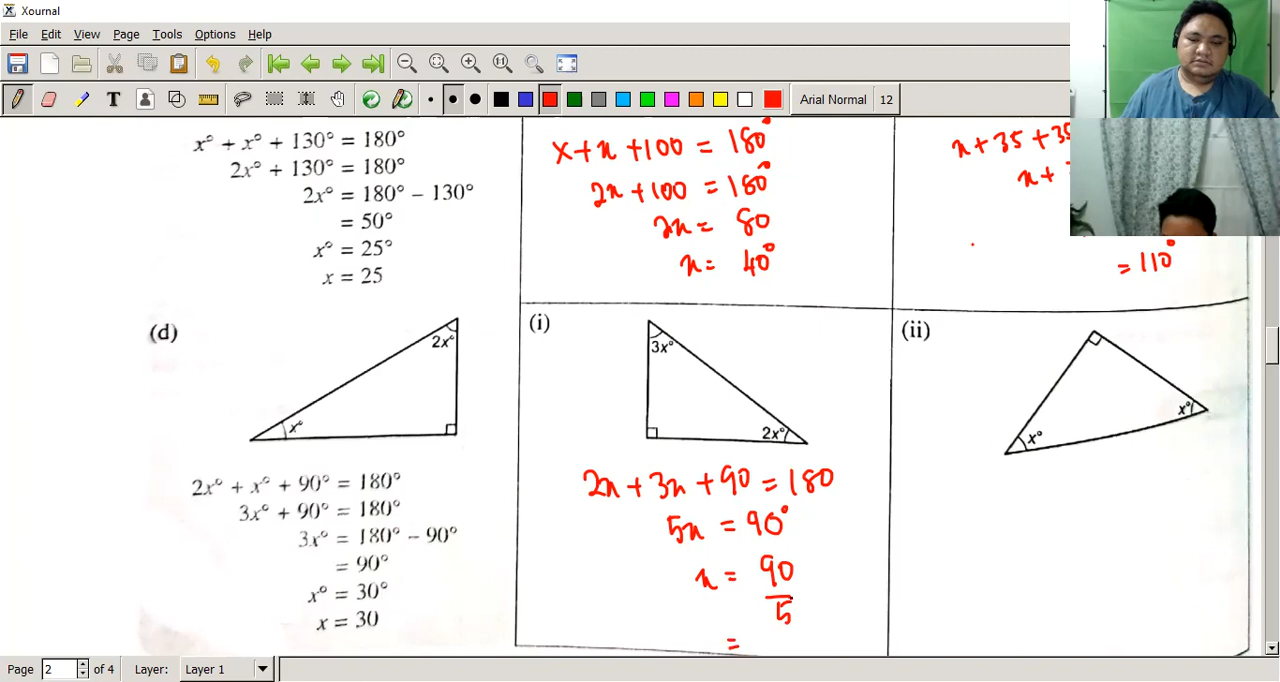 Xournal
File Edit View Page Tools Options Help
Arial Normal 12
x° + x° + 130° = 180°
2x° + 130° = 180°
2x° = 180° − 130°
= 50°
x° = 25°
x = 25
x + x + 100 = 180°
2x + 100 = 180°
2x = 80
x = 40°
x + 35 + 35
x +
= 110°
(d)
2x°
x°
2x° + x° + 90° = 180°
3x° + 90° = 180°
3x° = 180° − 90°
= 90°
x° = 30°
x = 30
(i)
3x°
2x°
2x + 3x + 90 = 180
5x = 90°
x = 90
5
=
(ii)
x°
x°
Page 2 of 4 Layer: Layer 1